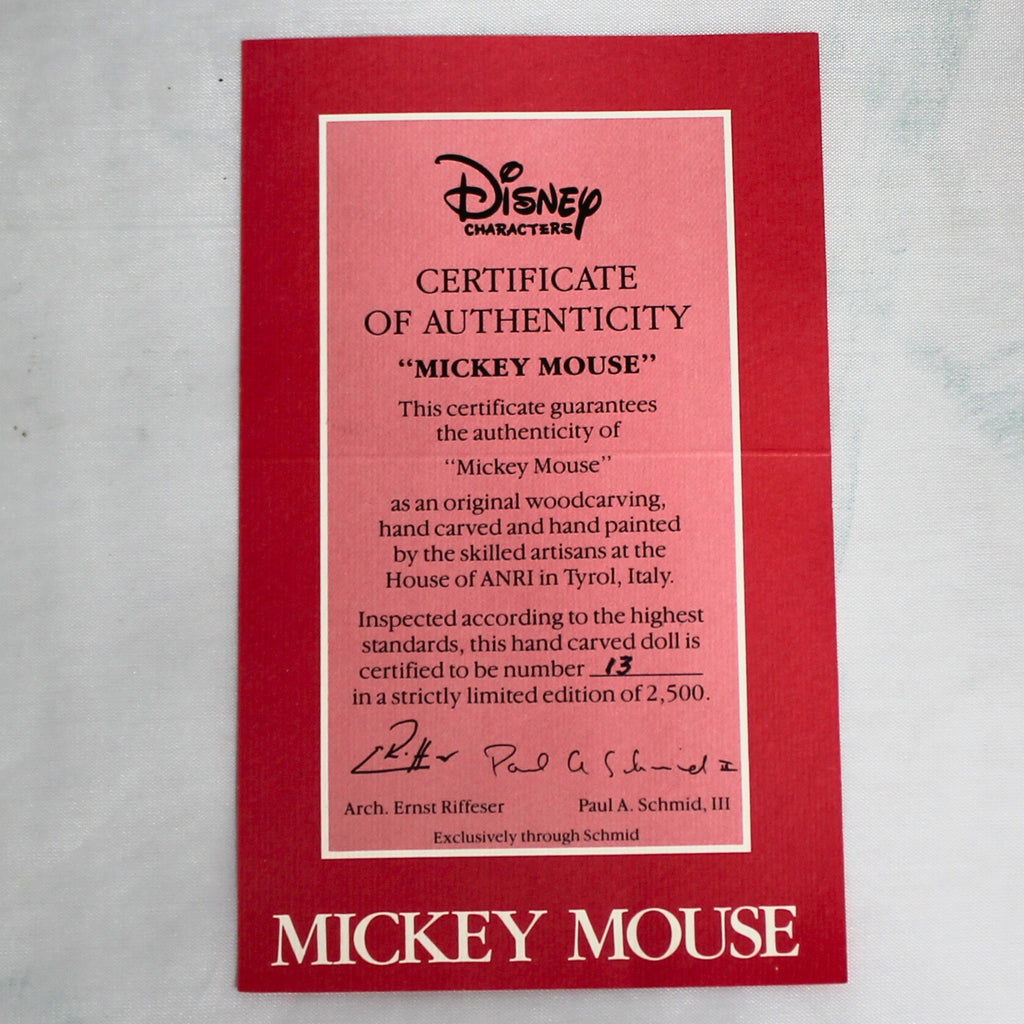 DISNEY
CHARACTERS
CERTIFICATE
OF AUTHENTICITY
“MICKEY MOUSE”
This certificate guarantees
the authenticity of
“Mickey Mouse”
as an original woodcarving,
hand carved and hand painted
by the skilled artisans at the
House of ANRI in Tyrol, Italy.
Inspected according to the highest
standards, this hand carved doll is
certified to be number 13
in a strictly limited edition of 2,500.
Paul A Schmid III
Arch. Ernst Riffeser Paul A. Schmid, III
Exclusively through Schmid
MICKEY MOUSE